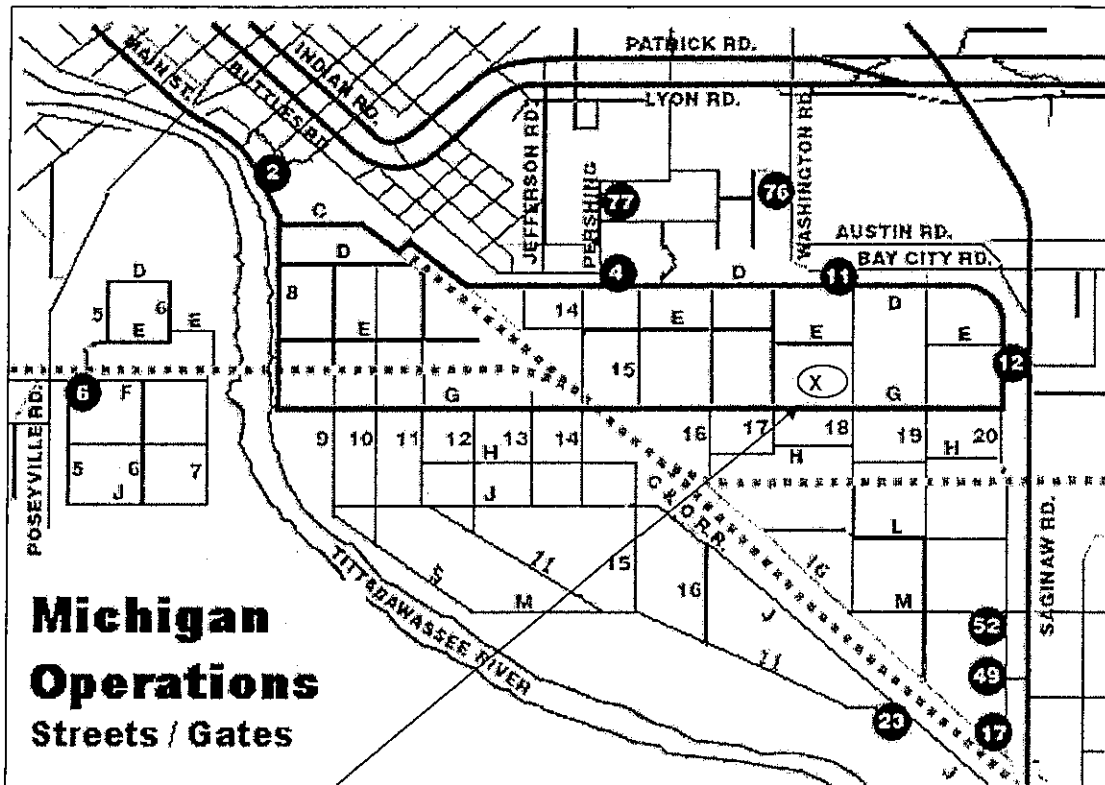 PATRICK RD.
INDIAN RD.
MAIN ST.
BUTTLES RD.
LYON RD.
JEFFERSON RD.
PERSHING
WASHINGTON RD.
2
77
76
C
AUSTIN RD.
BAY CITY RD.
D
4
D
11
D
8
D
5
6
E
E
14
E
E
E
E
15
12
X
6
F
G
G
POSEYVILLE RD.
9
10
11
12
13
14
16
17
18
19
20
H
H
H
5
6
7
J
J
C & O R.R.
SAGINAW RD.
L
16
5
11
15
16
M
M
J
52
TITTABAWASSEE RIVER
11
49
23
17
J
Michigan
Operations
Streets / Gates